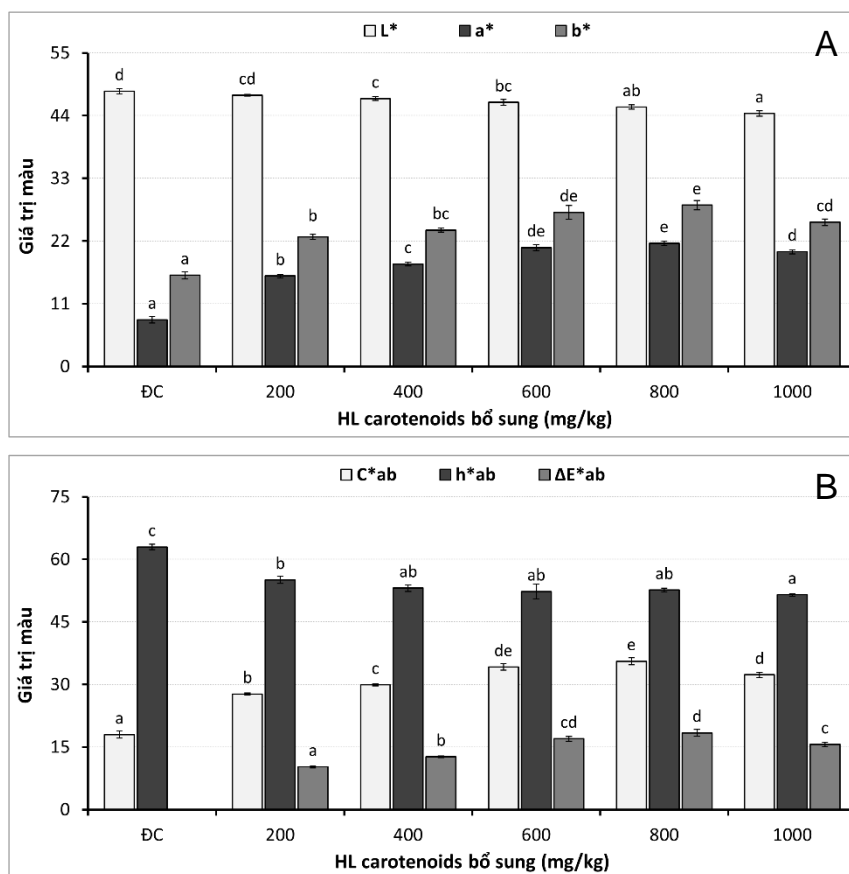 L* a* b*
A
55
44
33
22
11
0
Giá trị màu
d cd c bc ab a
a b c de e d
a b bc de e cd
ĐC 200 400 600 800 1000
HL carotenoids bổ sung (mg/kg)
C*ab h*ab ΔE*ab
B
75
60
45
30
15
0
Giá trị màu
c b ab ab ab a
a b c de e d
a b cd d c
ĐC 200 400 600 800 1000
HL carotenoids bổ sung (mg/kg)